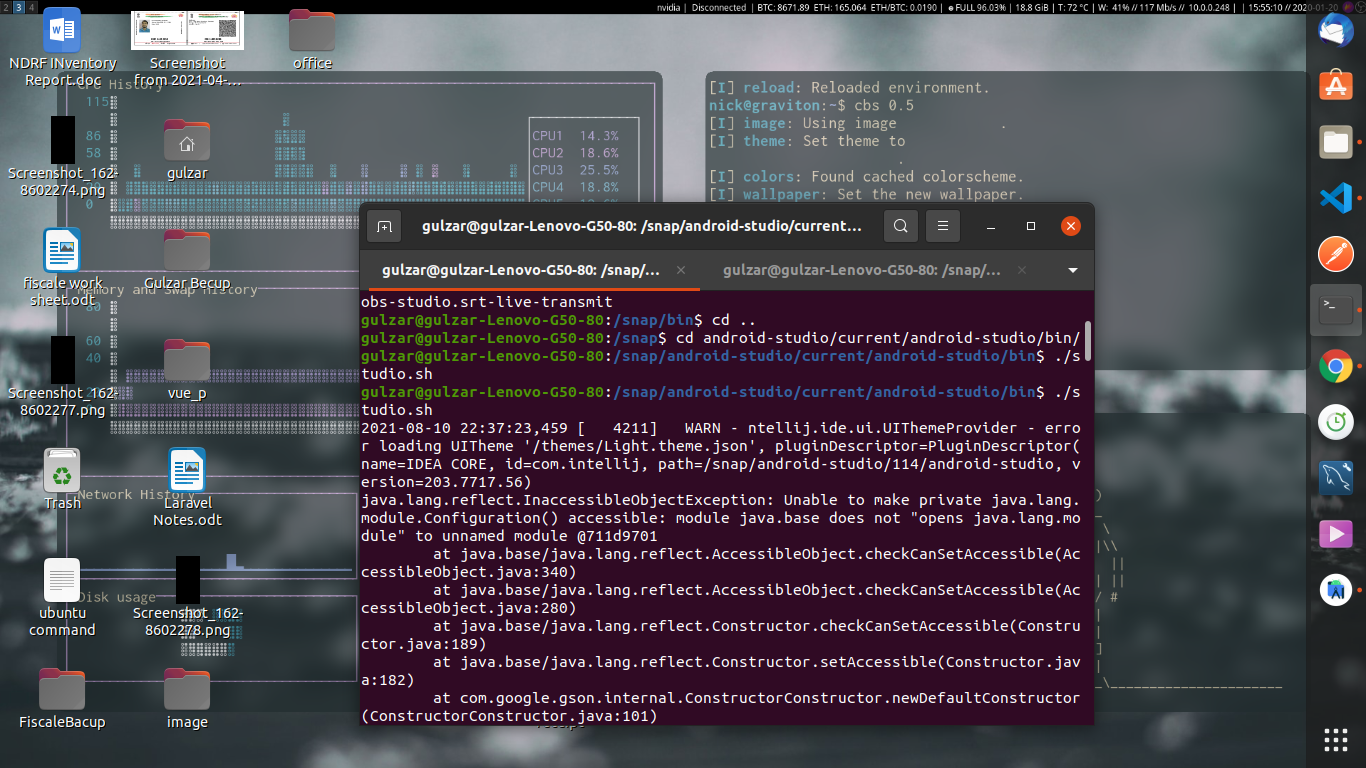 2 3 4
nvidia | Disconnected | BTC: 8671.89 ETH: 165.064 ETH/BTC: 0.0190 | FULL 96.03% | 18.8 GiB | T: 72 °C | W: 41% // 117 Mb/s // 10.0.0.248 | | 15:55:10 // 2020-01-20
NDRF INventory
Report.doc
Screenshot
from 2021-04-...
office
CPU History
115
86
58
0
CPU1 14.3%
CPU2 18.6%
CPU3 25.5%
CPU4 18.8%
Screenshot_162-
8602274.png
gulzar
[I] reload: Reloaded environment.
nick@graviton:~$ cbs 0.5
[I] image: Using image .
[I] theme: Set theme to
.
[I] colors: Found cached colorscheme.
[I] wallpaper: Set the new wallpaper.
fiscale work
sheet.odt
Gulzar Becup
Memory and Swap History
80
60
40
Screenshot_162-
8602277.png
vue_p
Trash
Laravel
Notes.odt
Network History
ubuntu
command
Screenshot_162-
8602278.png
Disk usage
FiscaleBacup
image
gulzar@gulzar-Lenovo-G50-80: /snap/android-studio/current...
gulzar@gulzar-Lenovo-G50-80: /snap/...
gulzar@gulzar-Lenovo-G50-80: /snap/...
obs-studio.srt-live-transmit
gulzar@gulzar-Lenovo-G50-80:/snap/bin$ cd ..
gulzar@gulzar-Lenovo-G50-80:/snap$ cd android-studio/current/android-studio/bin/
gulzar@gulzar-Lenovo-G50-80:/snap/android-studio/current/android-studio/bin$ ./s
tudio.sh
gulzar@gulzar-Lenovo-G50-80:/snap/android-studio/current/android-studio/bin$ ./s
tudio.sh
2021-08-10 22:37:23,459 [   4211]   WARN - ntellij.ide.ui.UIThemeProvider - erro
r loading UITheme '/themes/Light.theme.json', pluginDescriptor=PluginDescriptor(
name=IDEA CORE, id=com.intellij, path=/snap/android-studio/114/android-studio, v
ersion=203.7717.56)
java.lang.reflect.InaccessibleObjectException: Unable to make private java.lang.
module.Configuration() accessible: module java.base does not "opens java.lang.mo
dule" to unnamed module @711d9701
at java.base/java.lang.reflect.AccessibleObject.checkCanSetAccessible(Ac
cessibleObject.java:340)
at java.base/java.lang.reflect.AccessibleObject.checkCanSetAccessible(Ac
cessibleObject.java:280)
at java.base/java.lang.reflect.Constructor.checkCanSetAccessible(Constru
ctor.java:189)
at java.base/java.lang.reflect.Constructor.setAccessible(Constructor.jav
a:182)
at com.google.gson.internal.ConstructorConstructor.newDefaultConstructor
(ConstructorConstructor.java:101)